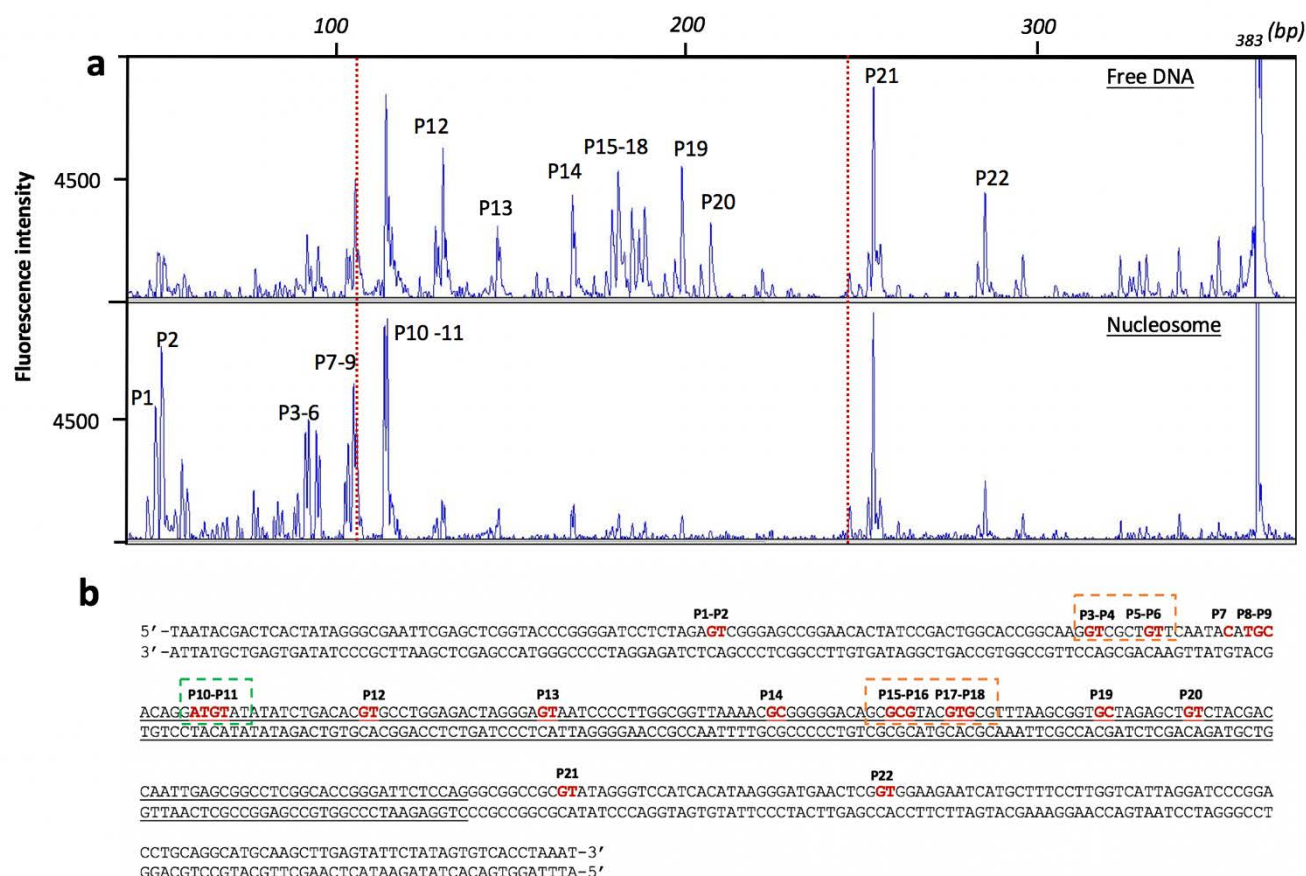 100 200 300 383 (bp)
a
Free DNA
P21
P12
P15-18
P19
P14
P22
4500
P13
P20
Fluorescence intensity
Nucleosome
P2
P10 -11
P7-9
P1
P3-6
4500
b
P1-P2 P3-P4 P5-P6 P7 P8-P9
5’-TAATACGACTCACTATAGGGCGAATTCGAGCTCGGTACCCGGGGATCCTCTAGAGTCGGGAGCCGGAACACTATCCGACTGGCACCGGCAAGGTCGCTGTTCAATACATGC
3’-ATTATGCTGAGTGATATCCCGCTTAAGCTCGAGCCATGGGCCCCTAGGAGATCTCAGCCCTCGGCCTTGTGATAGGCTGACCGTGGCCGTTCCAGCGACAAGTTATGTACG
P10-P11 P12 P13 P14 P15-P16 P17-P18 P19 P20
ACAGGATGTATATATCTGACACGTGCCTGGAGACTAGGGAGTAATCCCCTTGGCGGTTAAAACGCGGGGGACAGCGCGTACGTGCGTTTAAGCGGTGCTAGAGCTGTCTACGAC
TGTCCTACATATATAGACTGTGCACGGACCTCTGATCCCTCATTAGGGGAACCGCCAATTTTGCGCCCCCTGTCGCGCATGCACGCAAATTCGCCACGATCTCGACAGATGCTG
P21 P22
CAATTGAGCGGCCTCGGCACCGGGATTCTCCAGGGCGGCCGCGTATAGGGTCCATCACATAAGGGATGAACTCGGTGGAAGAATCATGCTTTCCTTGGTCATTAGGATCCCGGA
GTTAACTCGCCGGAGCCGTGGCCCTAAGAGGTCCCGCCGGCGCATATCCCAGGTAGTGTATTCCCTACTTGAGCCACCTTCTTAGTACGAAAGGAACCAGTAATCCTAGGGCCT
CCTGCAGGCATGCAAGCTTGAGTATTCTATAGTGTCACCTAAAT-3’
GGACGTCCGTACGTTCGAACTCATAAGATATCACAGTGGATTTA-5’